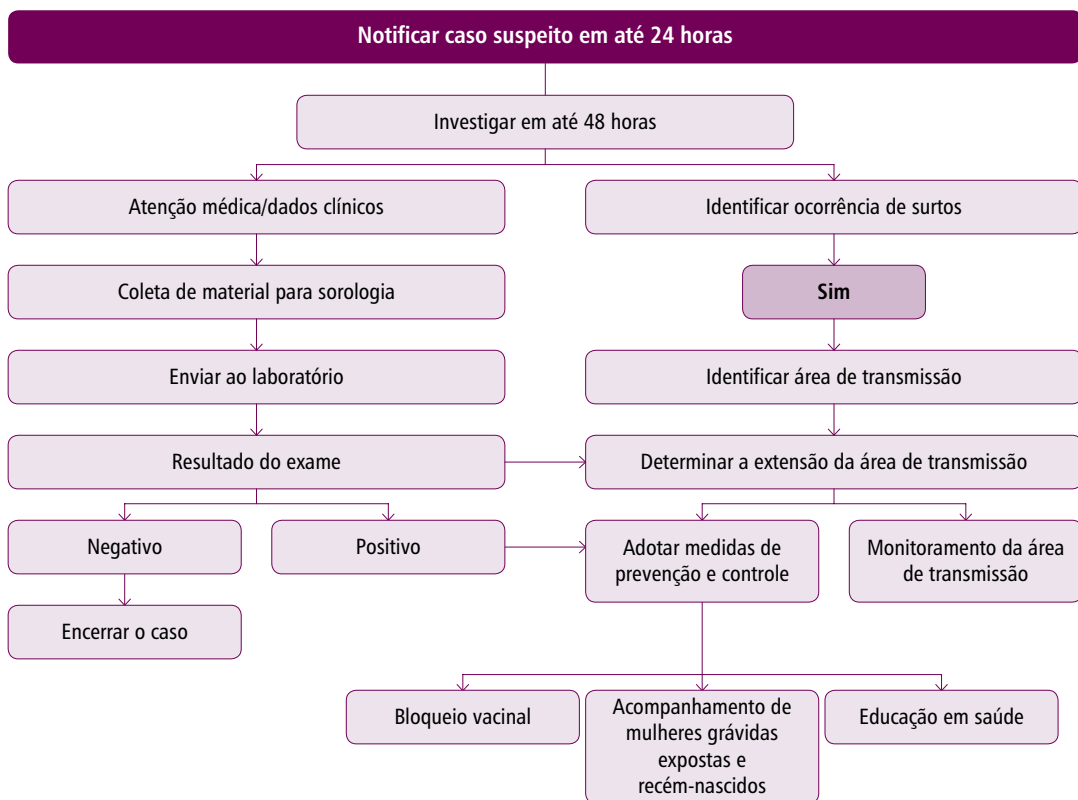 Notificar caso suspeito em até 24 horas
Investigar em até 48 horas
Atenção médica/dados clínicos
Identificar ocorrência de surtos
Coleta de material para sorologia
Sim
Enviar ao laboratório
Identificar área de transmissão
Resultado do exame
Determinar a extensão da área de transmissão
Negativo
Positivo
Adotar medidas de
prevenção e controle
Monitoramento da área
de transmissão
Encerrar o caso
Bloqueio vacinal
Acompanhamento de
mulheres grávidas
expostas e
recém-nascidos
Educação em saúde